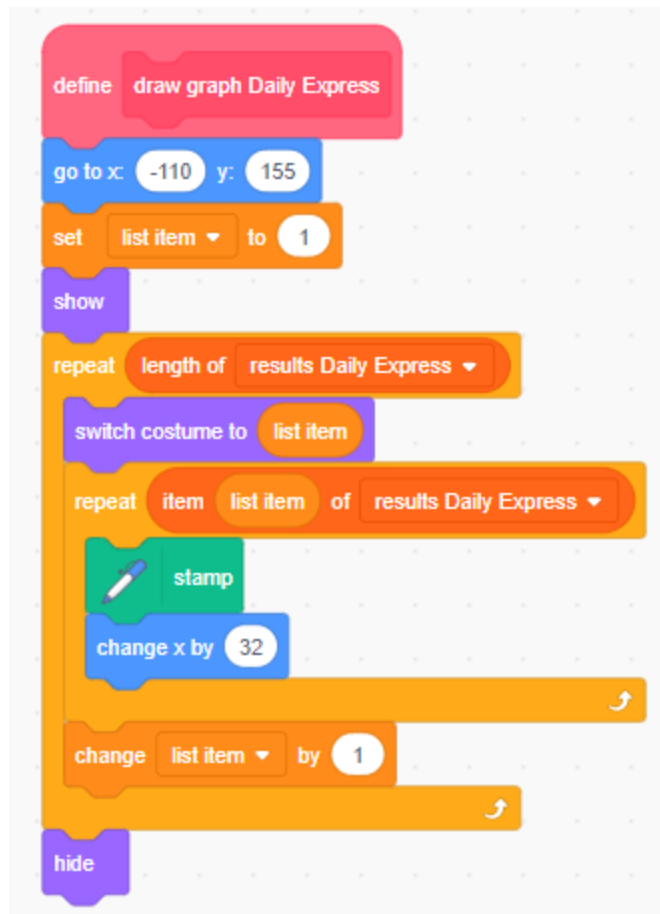 define draw graph Daily Express
go to x: -110 y: 155
set list item to 1
show
repeat length of results Daily Express
switch costume to list item
repeat item list item of results Daily Express
stamp
change x by 32
change list item by 1
hide